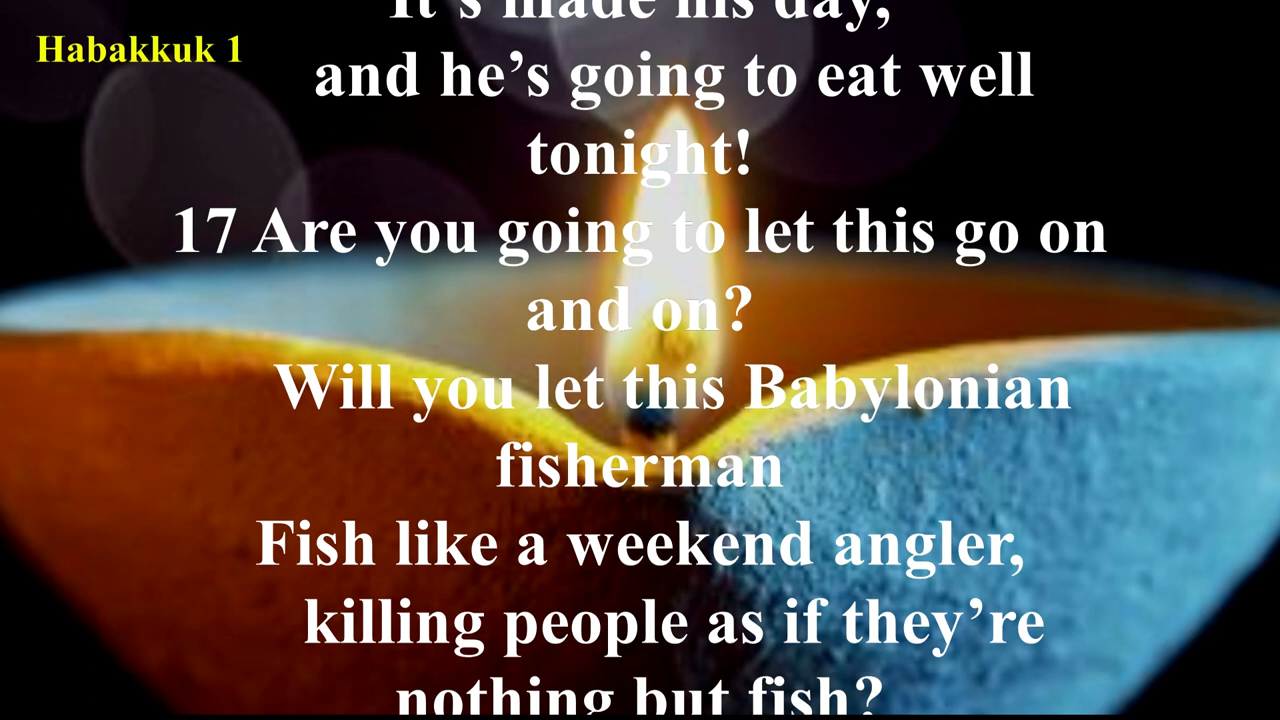 It’s made his day,
Habakkuk 1
and he’s going to eat well
tonight!
17 Are you going to let this go on
and on?
Will you let this Babylonian
fisherman
Fish like a weekend angler,
killing people as if they’re
nothing but fish?